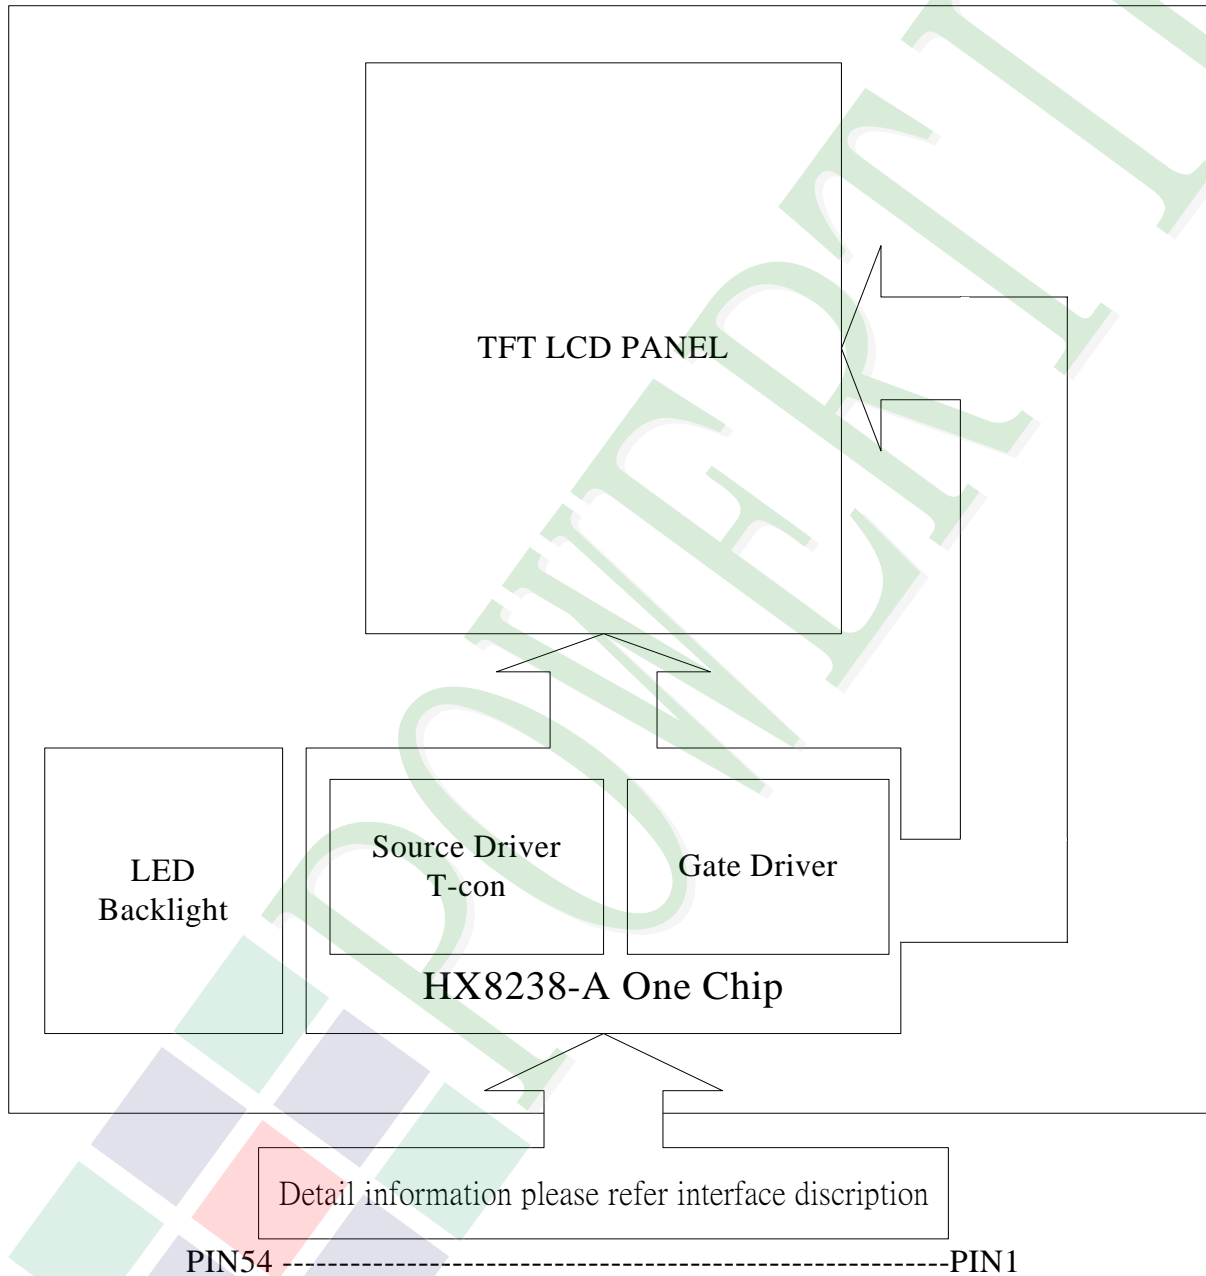 TFT LCD PANEL
LED
Backlight
Source Driver
T-con
Gate Driver
HX8238-A One Chip
Detail information please refer interface discription
PIN54 ------------------------------------------------PIN1
POWERTI